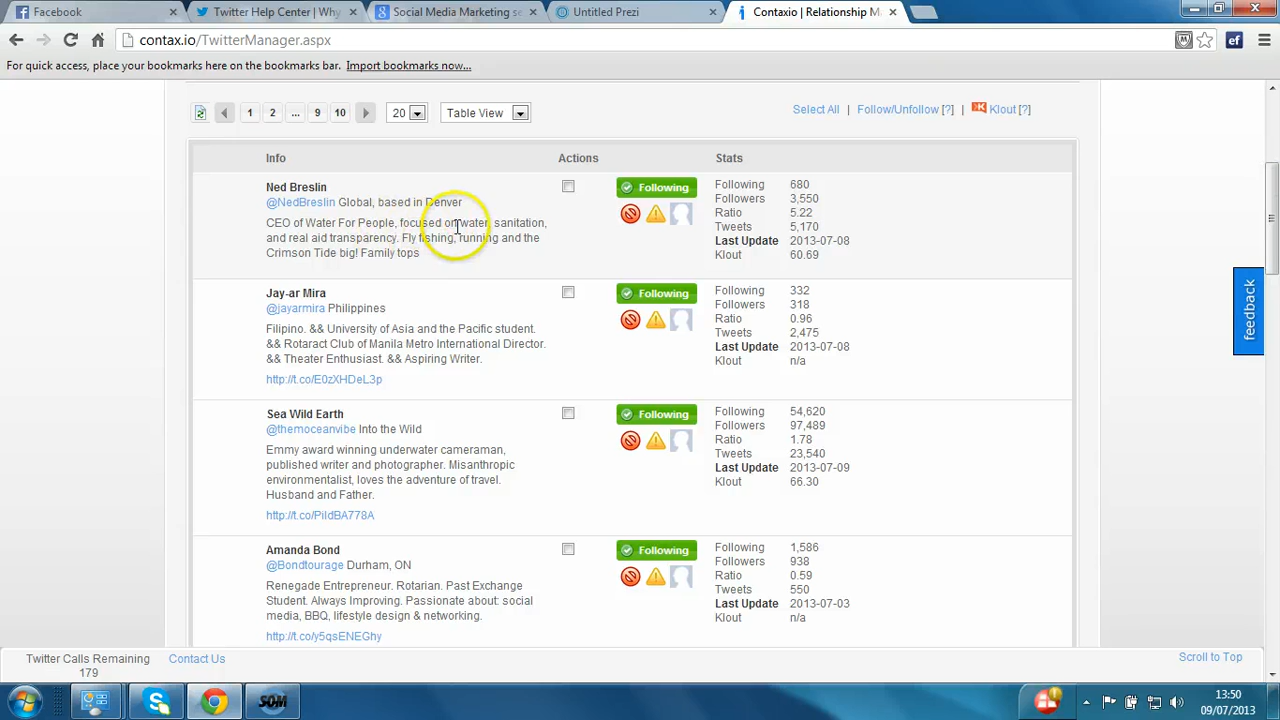 Facebook
Twitter Help Center | Why
Social Media Marketing se
Untitled Prezi
Contaxio | Relationship M
contax.io/TwitterManager.aspx
For quick access, place your bookmarks here on the bookmarks bar. Import bookmarks now...
1 2 ... 9 10 20 Table View Select All | Follow/Unfollow [?] | Klout [?]
Info Actions Stats
Ned Breslin
@NedBreslin Global, based in Denver
CEO of Water For People, focused on water, sanitation,
and real aid transparency. Fly fishing, running and the
Crimson Tide big! Family tops
Following
Following 680
Followers 3,550
Ratio 5.22
Tweets 5,170
Last Update 2013-07-08
Klout 60.69
Jay-ar Mira
@jayarmira Philippines
Filipino. && University of Asia and the Pacific student.
&& Rotaract Club of Manila Metro International Director.
&& Theater Enthusiast. && Aspiring Writer.
http://t.co/E0zXHDeL3p
Following
Following 332
Followers 318
Ratio 0.96
Tweets 2,475
Last Update 2013-07-08
Klout n/a
Sea Wild Earth
@themoceanvibe Into the Wild
Emmy award winning underwater cameraman,
published writer and photographer. Misanthropic
environmentalist, loves the adventure of travel.
Husband and Father.
http://t.co/PildBA778A
Following
Following 54,620
Followers 97,489
Ratio 1.78
Tweets 23,540
Last Update 2013-07-09
Klout 66.30
Amanda Bond
@Bondtourage Durham, ON
Renegade Entrepreneur. Rotarian. Past Exchange
Student. Always Improving. Passionate about: social
media, BBQ, lifestyle design & networking.
http://t.co/y5qsENEGhy
Following
Following 1,586
Followers 938
Ratio 0.59
Tweets 550
Last Update 2013-07-03
Klout n/a
feedback
Twitter Calls Remaining
179
Contact Us
Scroll to Top
SOM
13:50
09/07/2013